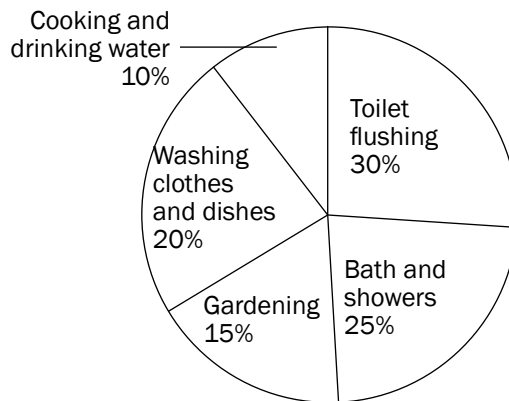 Cooking and
drinking water
10%
Toilet
flushing
30%
Washing
clothes
and dishes
20%
Bath and
showers
25%
Gardening
15%